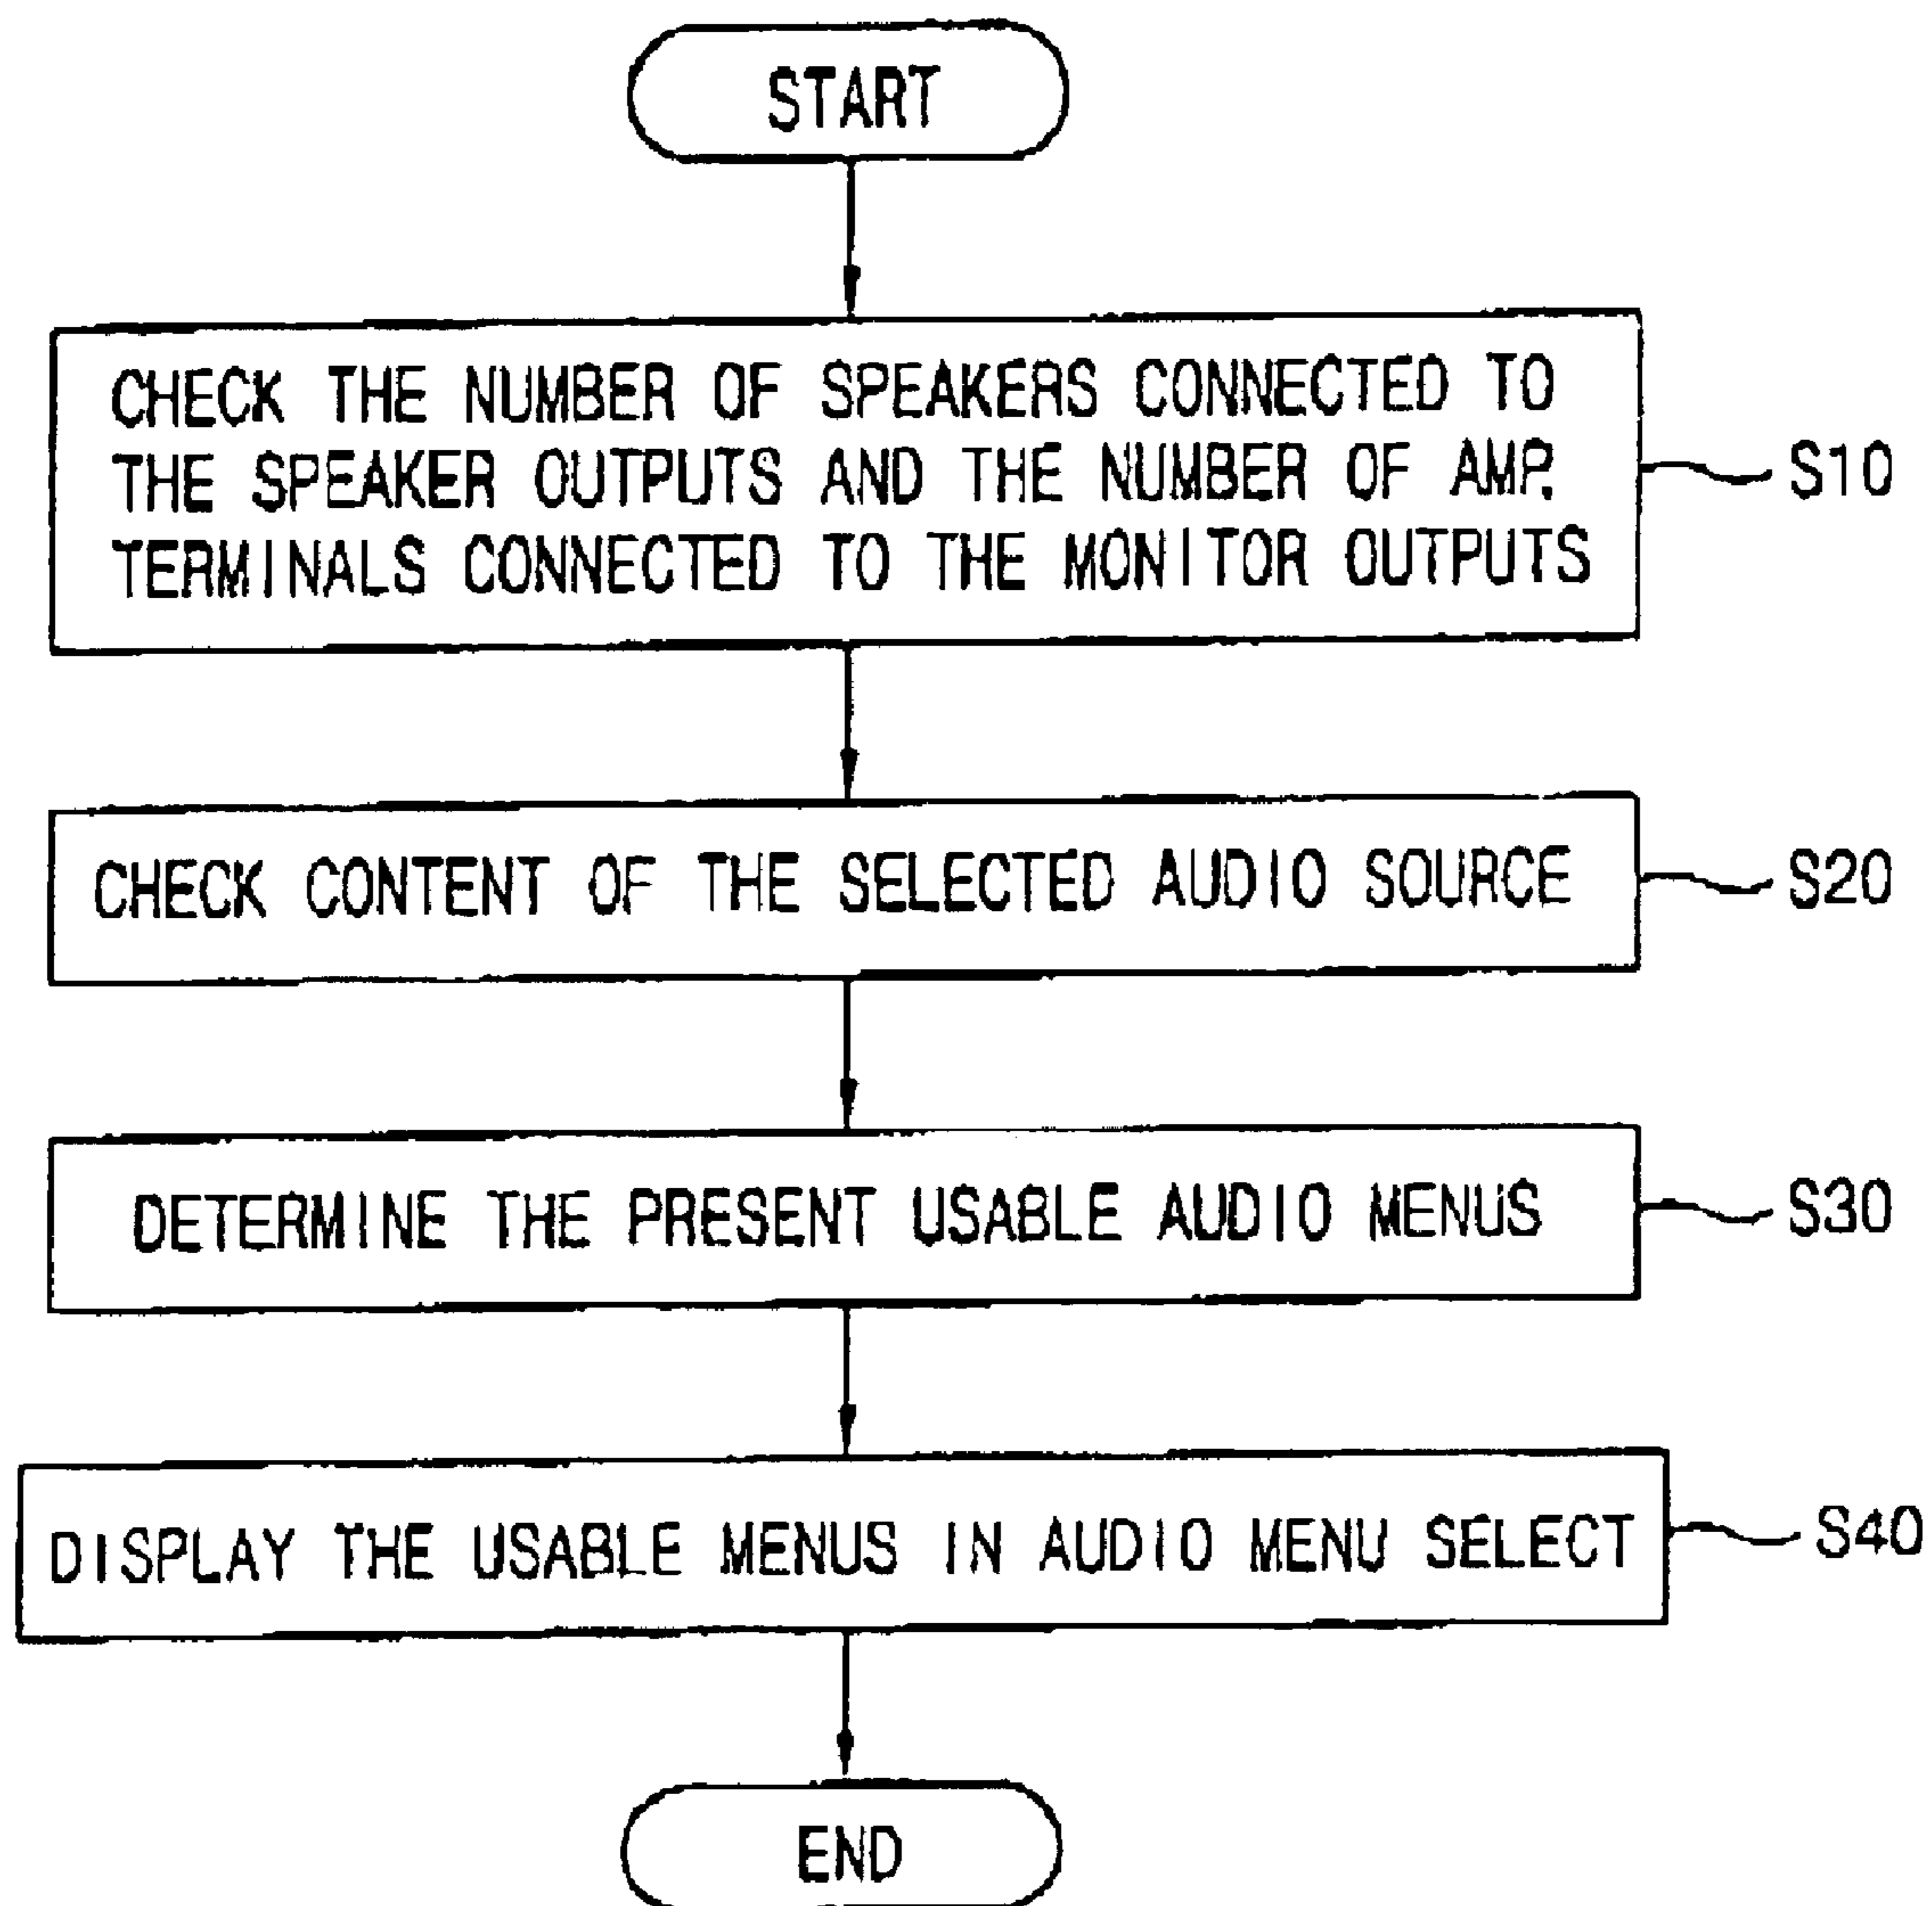 START
CHECK THE NUMBER OF SPEAKERS CONNECTED TO
THE SPEAKER OUTPUTS AND THE NUMBER OF AMP.
TERMINALS CONNECTED TO THE MONITOR OUTPUTS
S10
CHECK CONTENT OF THE SELECTED AUDIO SOURCE
S20
DETERMINE THE PRESENT USABLE AUDIO MENUS
S30
DISPLAY THE USABLE MENUS IN AUDIO MENU SELECT
S40
END